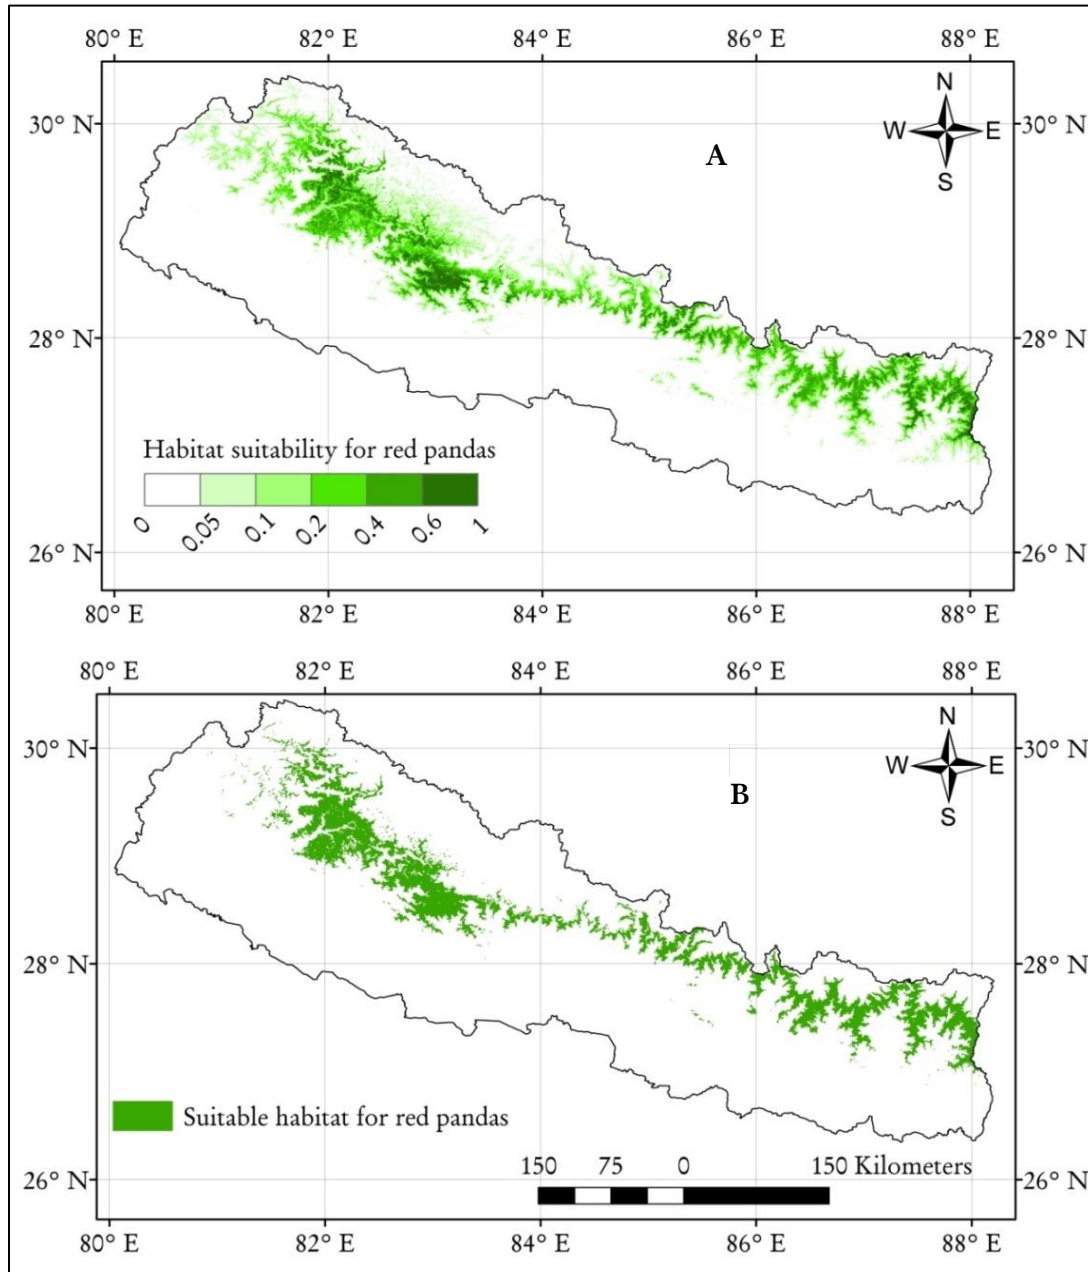 80° E 82° E 84° E 86° E 88° E
N
30° N A W E 30° N
S
28° N 28° N
Habitat suitability for red pandas
0 0.05 0.1 0.2 0.4 0.6 1
26° N 26° N
80° E 82° E 84° E 86° E 88° E
80° E 82° E 84° E 86° E 88° E
N
30° N W E 30° N
B
S
28° N 28° N
Suitable habitat for red pandas
150 75 0 150 Kilometers
26° N 26° N
80° E 82° E 84° E 86° E 88° E